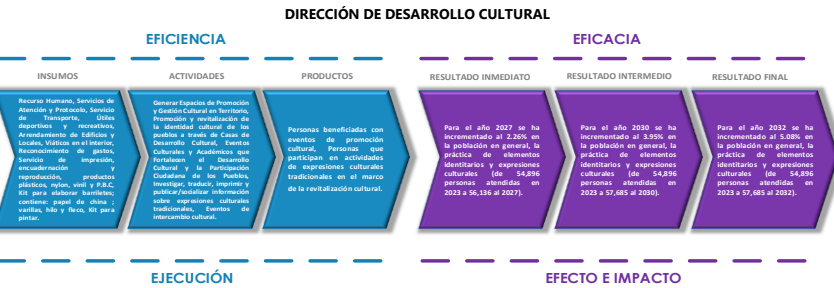 DIRECCIÓN DE DESARROLLO CULTURAL
EFICIENCIA
EFICACIA
INSUMOS
ACTIVIDADES
PRODUCTOS
RESULTADO INMEDIATO
RESULTADO INTERMEDIO
RESULTADO FINAL
Recurso Humano, Servicios de
Atención y Protocolo, Servicio
de Transporte, Útiles
deportivos y recreativos,
Arrendamiento de Edificios y
Locales, Viáticos en el interior,
Reconocimiento de gastos,
Servicio de impresión,
encuadernación y
reproducción, productos
plásticos, nylon, vinil y P.B.C,
Kit para elaborar barriletes;
contiene: papel de china ;
varillas, hilo y fleco, Kit para
pintar.
Generar Espacios de Promoción
y Gestión Cultural en Territorio,
Promoción y revitalización de
la identidad cultural de los
pueblos a través de Casas de
Desarrollo Cultural, Eventos
Culturales y Académicos que
Fortalecen el Desarrollo
Cultural y la Participación
Ciudadana de los Pueblos,
Investigar, traducir, imprimir y
publicar/socializar información
sobre expresiones culturales
tradicionales, Eventos de
intercambio cultural.
Personas beneficiadas con
eventos de promoción
cultural, Personas que
participan en actividades
de expresiones culturales
tradicionales en el marco
de la revitalización cultural.
Para el año 2027 se ha
incrementado al 2.26% en
la población en general, la
práctica de elementos
identitarios y expresiones
culturales (de 54,896
personas atendidas en
2023 a 56,136 al 2027).
Para el año 2030 se ha
incrementado al 3.95% en
la población en general, la
práctica de elementos
identitarios y expresiones
culturales (de 54,896
personas atendidas en
2023 a 57,685 al 2030).
Para el año 2032 se ha
incrementado al 5.08% en
la población en general, la
práctica de elementos
identitarios y expresiones
culturales (de 54,896
personas atendidas en
2023 a 57,685 al 2032).
EJECUCIÓN
EFECTO E IMPACTO